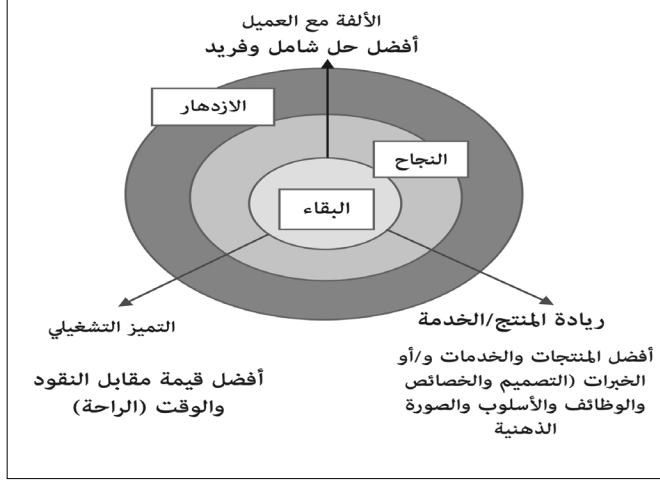 الألفة مع العميل
أفضل حل شامل وفريد
الازدهار
النجاح
البقاء
ريادة المنتج/الخدمة
أفضل المنتجات والخدمات و/أو
الخبرات (التصميم والخصائص
والوظائف والأسلوب والصورة
الذهنية
التميز التشغيلي
أفضل قيمة مقابل النقود
والوقت (الراحة)